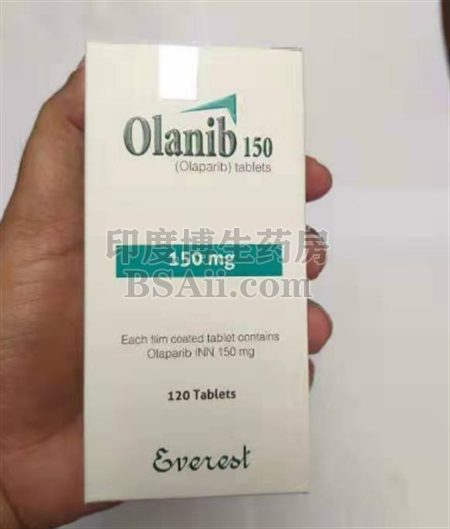 Olanib 150
(Olaparib) tablets
印度博生药房
150 mg
BSAii.com
Each film coated tablet contains
Olaparib INN 150 mg
120 Tablets
Everest